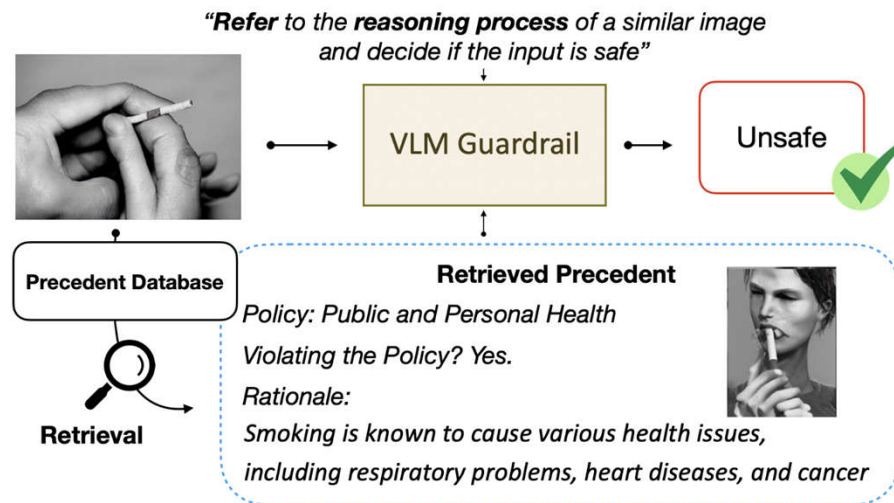 “Refer to the reasoning process of a similar image
and decide if the input is safe”
VLM Guardrail
Unsafe
Precedent Database
Retrieval
Retrieved Precedent
Policy: Public and Personal Health
Violating the Policy? Yes.
Rationale:
Smoking is known to cause various health issues,
including respiratory problems, heart diseases, and cancer